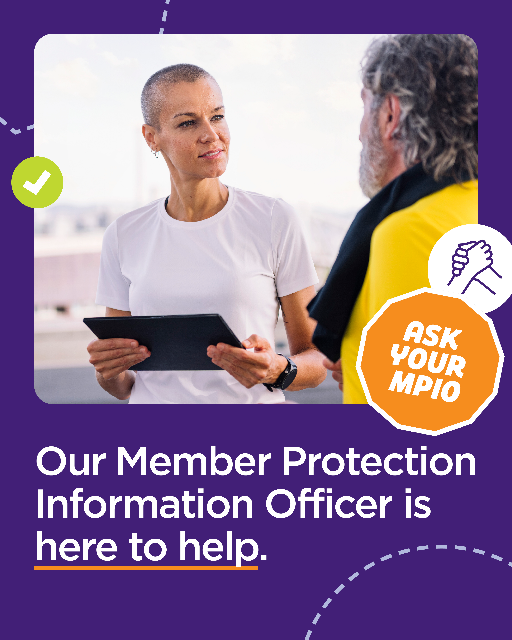 ASK
YOUR
MPIO
Our Member Protection
Information Officer is
here to help.